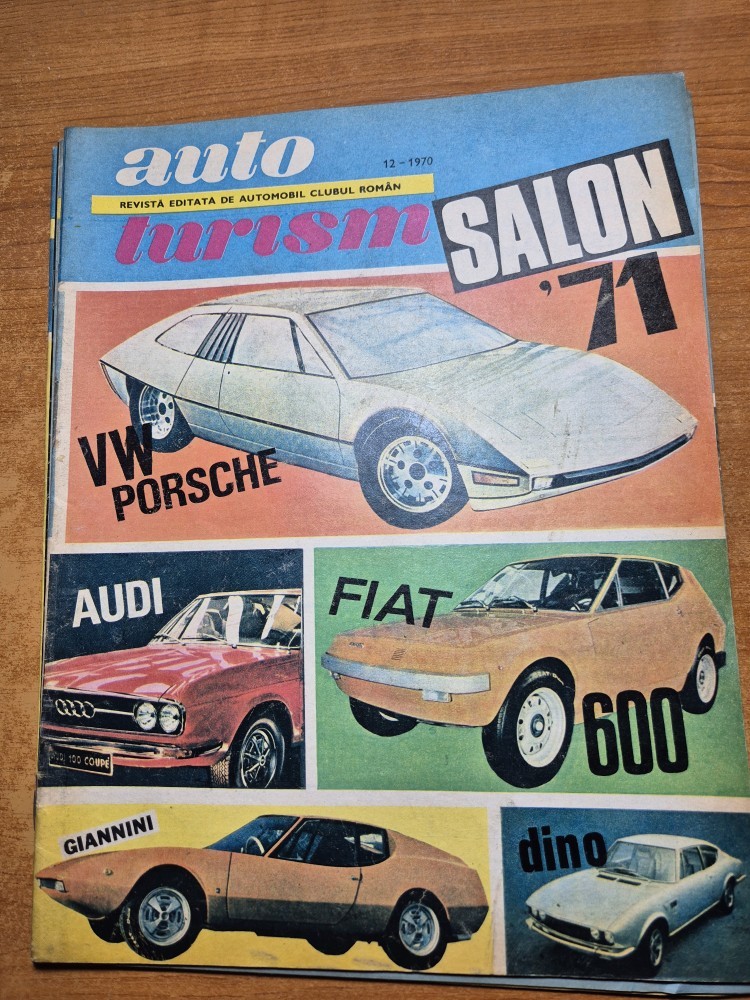 auto
12 - 1970
REVISTĂ EDITATĂ DE AUTOMOBIL CLUBUL ROMÂN
turism
SALON
'71
VW
PORSCHE
AUDI
FIAT
600
100 COUPÉ
GIANNINI
dino